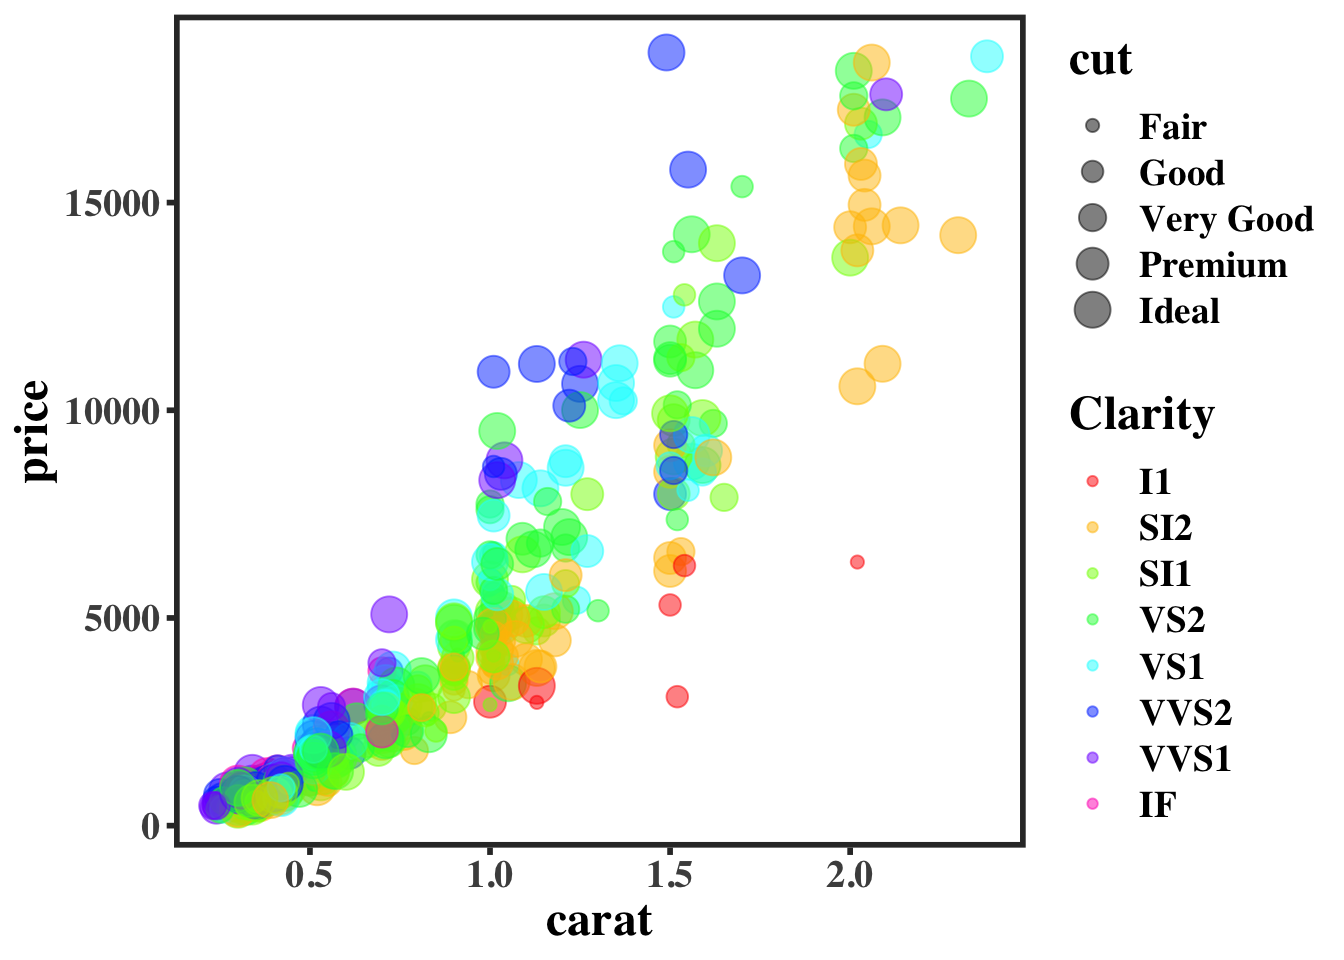 cut
Fair
Good
Very Good
Premium
Ideal
Clarity
I1
SI2
SI1
VS2
VS1
VVS2
VVS1
IF
15000
10000
5000
0
price
0.5 1.0 1.5 2.0
carat